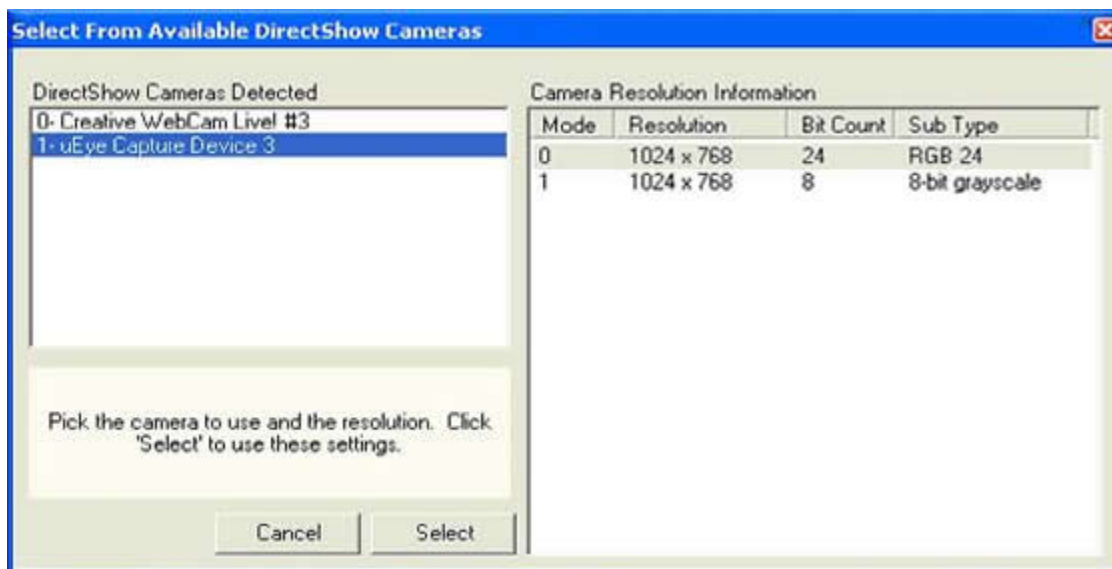 Select From Available DirectShow Cameras
DirectShow Cameras Detected
0- Creative WebCam Live! #3
1- uEye Capture Device 3
Pick the camera to use and the resolution. Click
'Select' to use these settings.
Cancel Select
Camera Resolution Information
Mode Resolution Bit Count Sub Type
0 1024 x 768 24 RGB 24
1 1024 x 768 8 8-bit grayscale